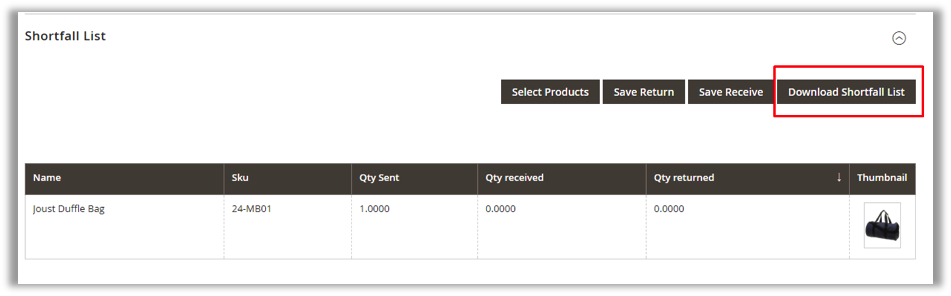 Shortfall List
Select Products Save Return Save Receive Download Shortfall List
Name Sku Qty Sent Qty received Qty returned ↓ Thumbnail
Joust Duffle Bag 24-MB01 1.0000 0.0000 0.0000